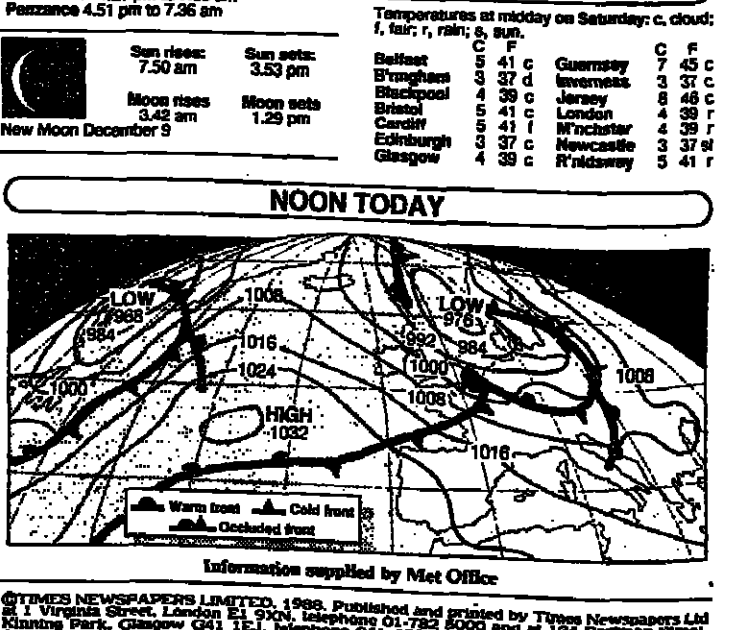 Penzance 4.51 pm to 7.36 am
Sun rises: Sun sets:
7.50 am 3.53 pm
Moon rises Moon sets
3.42 am 1.29 pm
New Moon December 9
Temperatures at midday on Saturday: c, cloud;
f, fair; r, rain; s, sun.
C F
Belfast 5 41 c
B'rmgham 3 37 d
Blackpool 4 39 c
Bristol 5 41 c
Cardiff 5 41 f
Edinburgh 3 37 c
Glasgow 4 39 c
C F
Guernsey 7 45 c
Inverness 3 37 c
Jersey 8 46 c
London 4 39 r
M'nchster 4 39 r
Newcastle 3 37 sl
R'nldsway 5 41 r
NOON TODAY
LOW
968
984
1000
1008
1016
1024
HIGH
1032
LOW
976
984
992
1000
1008
1008
1016
Warm front Cold front
Occluded front
Information supplied by Met Office
©TIMES NEWSPAPERS LIMITED, 1988. Published and printed by Times Newspapers Ltd
at 1 Virginia Street, London E1 9XN, telephone 01-782 5000 and at
Kinning Park, Glasgow G41 1EJ, telephone